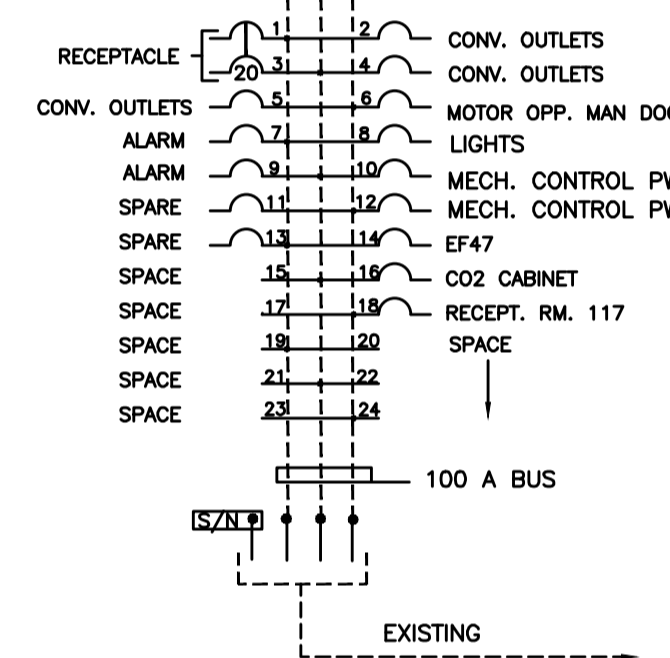 1 2 CONV. OUTLETS
RECEPTACLE
20 3 4 CONV. OUTLETS
CONV. OUTLETS 5 6 MOTOR OPP. MAN
ALARM 7 8 LIGHTS
ALARM 9 10 MECH. CONTROL
SPARE 11 12 MECH. CONTROL
SPARE 13 14 EF47
SPACE 15 16 CO2 CABINET
SPACE 17 18 RECEPT. RM. 117
SPACE 19 20 SPACE
SPACE 21 22
SPACE 23 24
100 A BUS
S/N
EXISTING